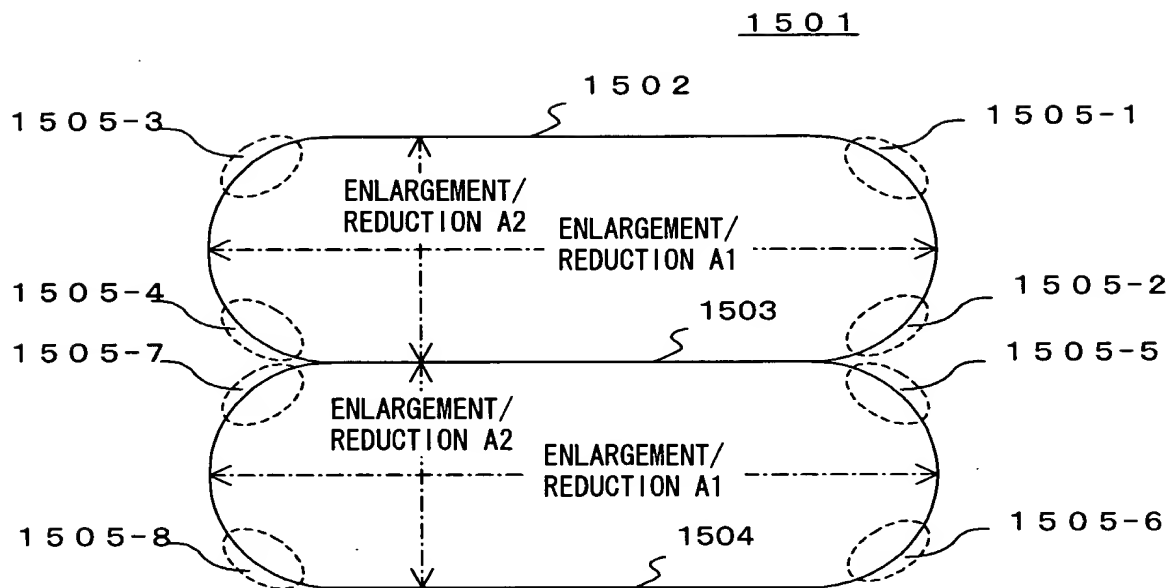 1501
1502
1505-3
1505-1
ENLARGEMENT/
REDUCTION A2
ENLARGEMENT/
REDUCTION A1
1505-4
1505-2
1503
1505-7
1505-5
ENLARGEMENT/
REDUCTION A2
ENLARGEMENT/
REDUCTION A1
1505-8
1504
1505-6